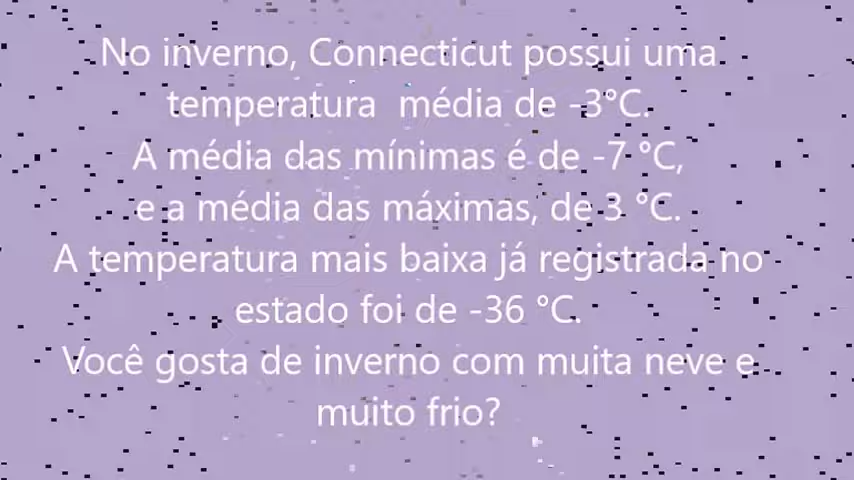 No inverno, Connecticut possui uma
temperatura média de -3°C.
A média das mínimas é de -7 °C,
e a média das máximas, de 3 °C.
A temperatura mais baixa já registrada no
estado foi de -36 °C.
Você gosta de inverno com muita neve e
muito frio?